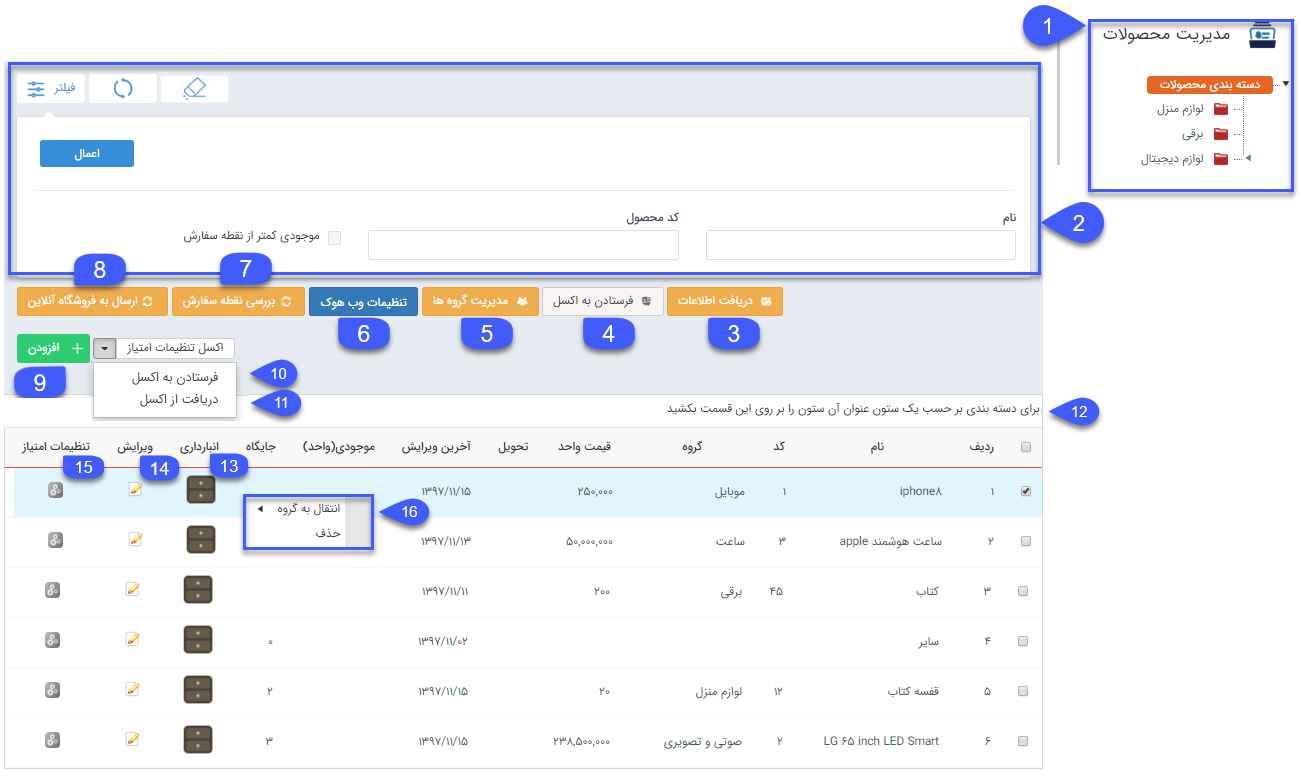 1
مدیریت محصولات
دسته بندی محصولات
لوازم منزل
برقی
لوازم دیجیتال
فیلتر
اعمال
2
نام
کد محصول
موجودی کمتر از نقطه سفارش
3
4
5
6
7
8
دریافت اطلاعات
فرستادن به اکسل
مدیریت گروه ها
تنظیمات وب هوک
بررسی نقطه سفارش
ارسال به فروشگاه آنلاین
اکسل تنظیمات امتیاز
افزودن
9
فرستادن به اکسل
10
دریافت از اکسل
11
برای دسته بندی بر حسب یک ستون عنوان آن ستون را بر روی این قسمت بکشید
12
ردیف نام کد گروه قیمت واحد تحویل آخرین ویرایش موجودی(واحد) جایگاه انبارداری ویرایش تنظیمات امتیاز
13
14
15
۱ iphone۸ ۱ موبایل ۲۵۰,۰۰۰ ۱۳۹۷/۱۱/۱۵
انتقال به گروه
حذف
16
۲ ساعت هوشمند apple ۳ ساعت ۵۰,۰۰۰,۰۰۰ ۱۳۹۷/۱۱/۱۳
۳ کتاب ۴۵ برقی ۲۰۰ ۱۳۹۷/۱۱/۱۱
۴ سایر ۱۳۹۷/۱۱/۰۲ ۰
۵ قفسه کتاب ۱۲ لوازم منزل ۲۰ ۱۳۹۷/۱۱/۱۵ ۲
۶ LG ۶۵ inch LED Smart ۲ صوتی و تصویری ۲۳۸,۵۰۰,۰۰۰ ۱۳۹۷/۱۱/۱۵ ۳